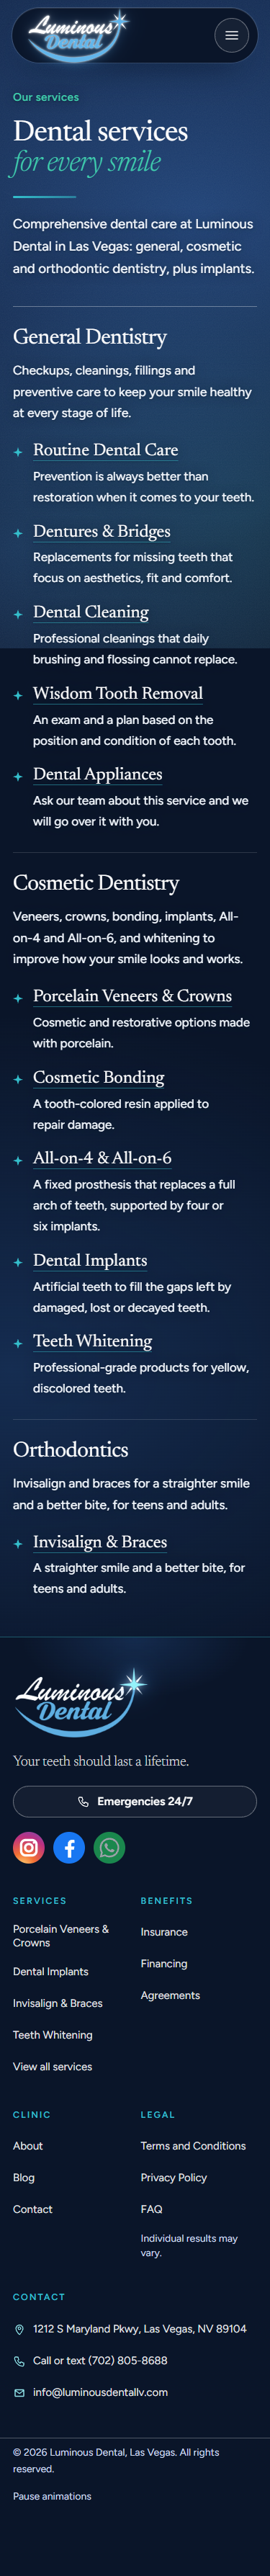 Luminous
Dental
Our services
Dental services
for every smile
Comprehensive dental care at Luminous
Dental in Las Vegas: general, cosmetic
and orthodontic dentistry, plus implants.
General Dentistry
Checkups, cleanings, fillings and
preventive care to keep your smile healthy
at every stage of life.
Routine Dental Care
Prevention is always better than
restoration when it comes to your teeth.
Dentures & Bridges
Replacements for missing teeth that
focus on aesthetics, fit and comfort.
Dental Cleaning
Professional cleanings that daily
brushing and flossing cannot replace.
Wisdom Tooth Removal
An exam and a plan based on the
position and condition of each tooth.
Dental Appliances
Ask our team about this service and we
will go over it with you.
Cosmetic Dentistry
Veneers, crowns, bonding, implants, All-
on-4 and All-on-6, and whitening to
improve how your smile looks and works.
Porcelain Veneers & Crowns
Cosmetic and restorative options made
with porcelain.
Cosmetic Bonding
A tooth-colored resin applied to
repair damage.
All-on-4 & All-on-6
A fixed prosthesis that replaces a full
arch of teeth, supported by four or
six implants.
Dental Implants
Artificial teeth to fill the gaps left by
damaged, lost or decayed teeth.
Teeth Whitening
Professional-grade products for yellow,
discolored teeth.
Orthodontics
Invisalign and braces for a straighter smile
and a better bite, for teens and adults.
Invisalign & Braces
A straighter smile and a better bite, for
teens and adults.
Luminous
Dental
Your teeth should last a lifetime.
Emergencies 24/7
SERVICES
Porcelain Veneers &
Crowns
Dental Implants
Invisalign & Braces
Teeth Whitening
View all services
BENEFITS
Insurance
Financing
Agreements
CLINIC
About
Blog
Contact
LEGAL
Terms and Conditions
Privacy Policy
FAQ
Individual results may
vary.
CONTACT
1212 S Maryland Pkwy, Las Vegas, NV 89104
Call or text (702) 805-8688
info@luminousdentallv.com
© 2026 Luminous Dental, Las Vegas. All rights
reserved.
Pause animations